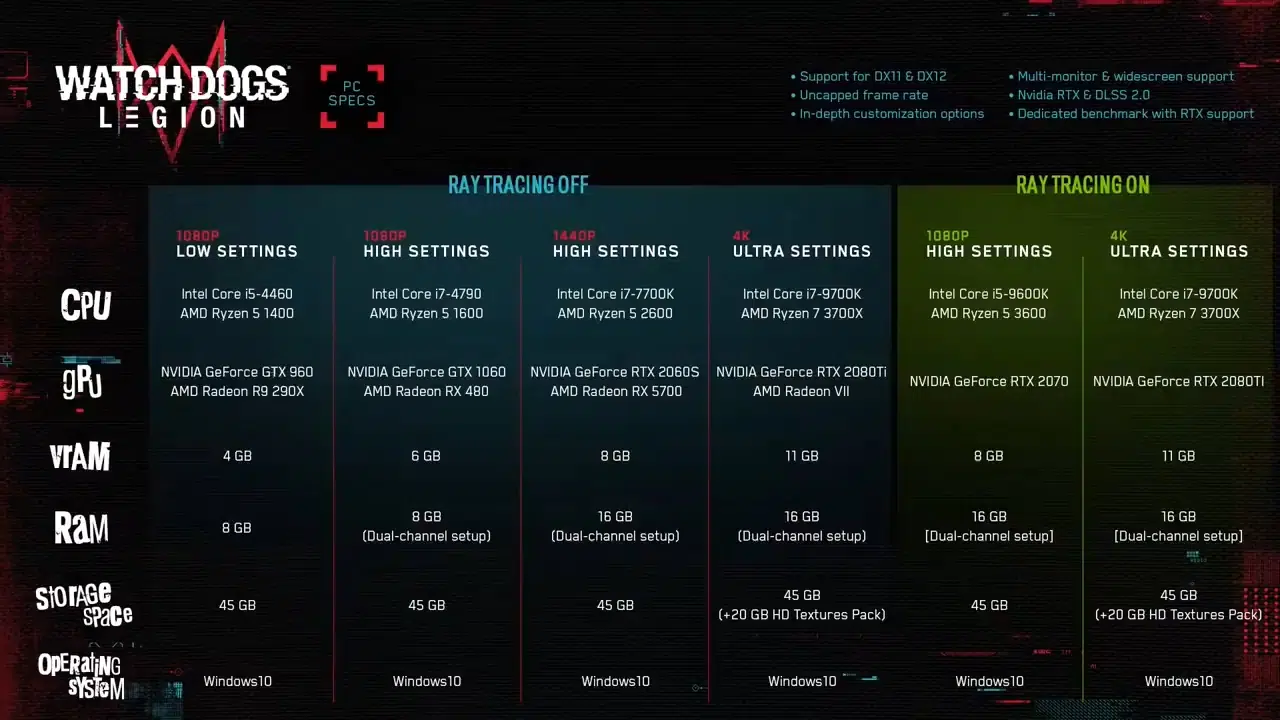 WATCH DOGS
LEGION
PC
SPECS
• Support for DX11 & DX12
• Uncapped frame rate
• In-depth customization options
• Multi-monitor & widescreen support
• Nvidia RTX & DLSS 2.0
• Dedicated benchmark with RTX support
RAY TRACING OFF
RAY TRACING ON
1080P
LOW SETTINGS
1080P
HIGH SETTINGS
1440P
HIGH SETTINGS
4K
ULTRA SETTINGS
1080P
HIGH SETTINGS
4K
ULTRA SETTINGS
CPU
Intel Core i5-4460
AMD Ryzen 5 1400
Intel Core i7-4790
AMD Ryzen 5 1600
Intel Core i7-7700K
AMD Ryzen 5 2600
Intel Core i7-9700K
AMD Ryzen 7 3700X
Intel Core i5-9600K
AMD Ryzen 5 3600
Intel Core i7-9700K
AMD Ryzen 7 3700X
gPU
NVIDIA GeForce GTX 960
AMD Radeon R9 290X
NVIDIA GeForce GTX 1060
AMD Radeon RX 480
NVIDIA GeForce RTX 2060S
AMD Radeon RX 5700
NVIDIA GeForce RTX 2080Ti
AMD Radeon VII
NVIDIA GeForce RTX 2070
NVIDIA GeForce RTX 2080TI
VrAM
4 GB
6 GB
8 GB
11 GB
8 GB
11 GB
RaM
8 GB
8 GB
(Dual-channel setup)
16 GB
(Dual-channel setup)
16 GB
(Dual-channel setup)
16 GB
[Dual-channel setup]
16 GB
[Dual-channel setup]
StorAGe
SPaCe
45 GB
45 GB
45 GB
45 GB
(+20 GB HD Textures Pack)
45 GB
45 GB
(+20 GB HD Textures Pack)
OPERatiNG
SYSTeM
Windows10
Windows10
Windows10
Windows10
Windows10
Windows10